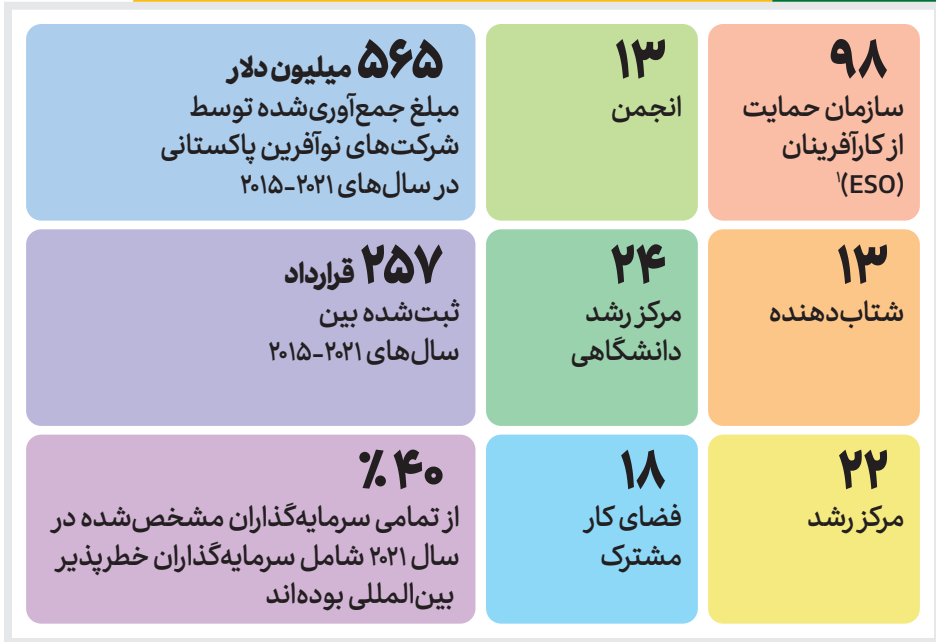 ۹۸
سازمان حمایت
از کارآفرینان
(ESO)۱
۱۳
انجمن
۵۶۵ میلیون دلار
مبلغ جمع‌آوری‌شده توسط
شرکت‌های نوآفرین پاکستانی
در سال‌های ۲۰۲۱-۲۰۱۵
۱۳
شتاب‌دهنده
۲۴
مرکز رشد
دانشگاهی
۲۵۷ قرارداد
ثبت‌شده بین
سال‌های ۲۰۲۱-۲۰۱۵
۲۲
مرکز رشد
۱۸
فضای کار
مشترک
۴۰٪
از تمامی سرمایه‌گذاران مشخص‌شده در
سال ۲۰۲۱ شامل سرمایه‌گذاران خطرپذیر
بین‌المللی بوده‌اند